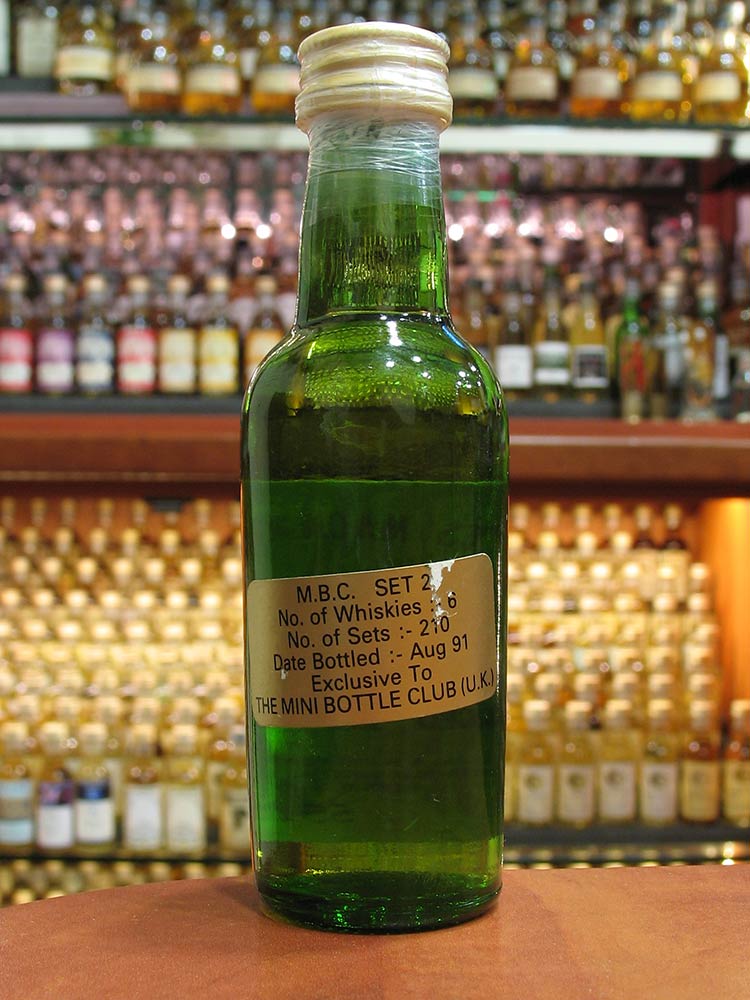 M.B.C. SET 2
No. of Whiskies :- 6
No. of Sets :- 210
Date Bottled :- Aug 91
Exclusive To
THE MINI BOTTLE CLUB (U.K.)